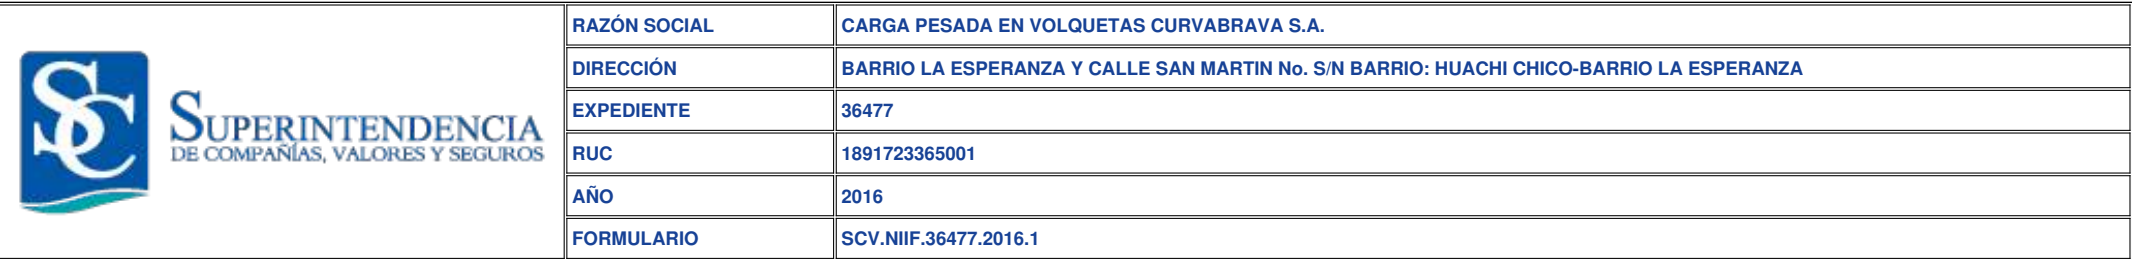 SC
SUPERINTENDENCIA
DE COMPAÑÍAS, VALORES Y SEGUROS
RAZÓN SOCIAL CARGA PESADA EN VOLQUETAS CURVABRAVA S.A.
DIRECCIÓN BARRIO LA ESPERANZA Y CALLE SAN MARTIN No. S/N BARRIO: HUACHI CHICO-BARRIO LA ESPERANZA
EXPEDIENTE 36477
RUC 1891723365001
AÑO 2016
FORMULARIO SCV.NIIF.36477.2016.1